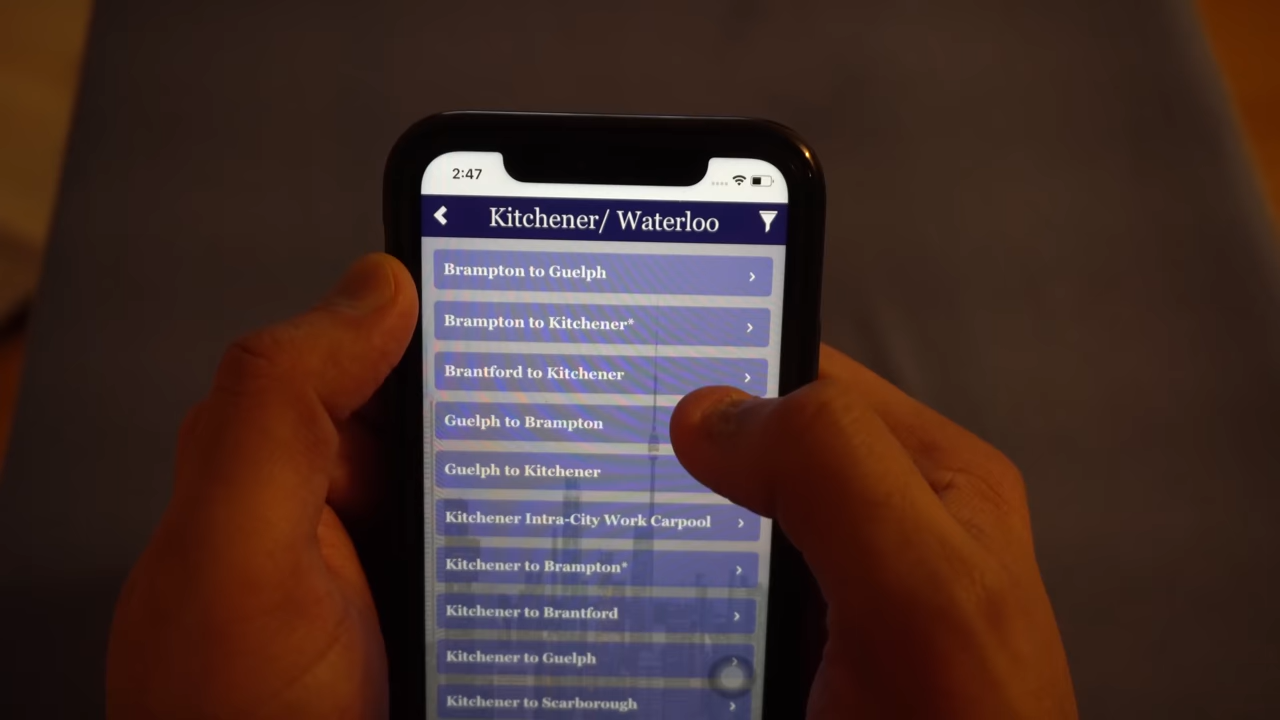 2:47
Kitchener/ Waterloo
Brampton to Guelph
Brampton to Kitchener*
Brantford to Kitchener
Guelph to Brampton
Guelph to Kitchener
Kitchener Intra-City Work Carpool
Kitchener to Brampton*
Kitchener to Brantford
Kitchener to Guelph
Kitchener to Scarborough